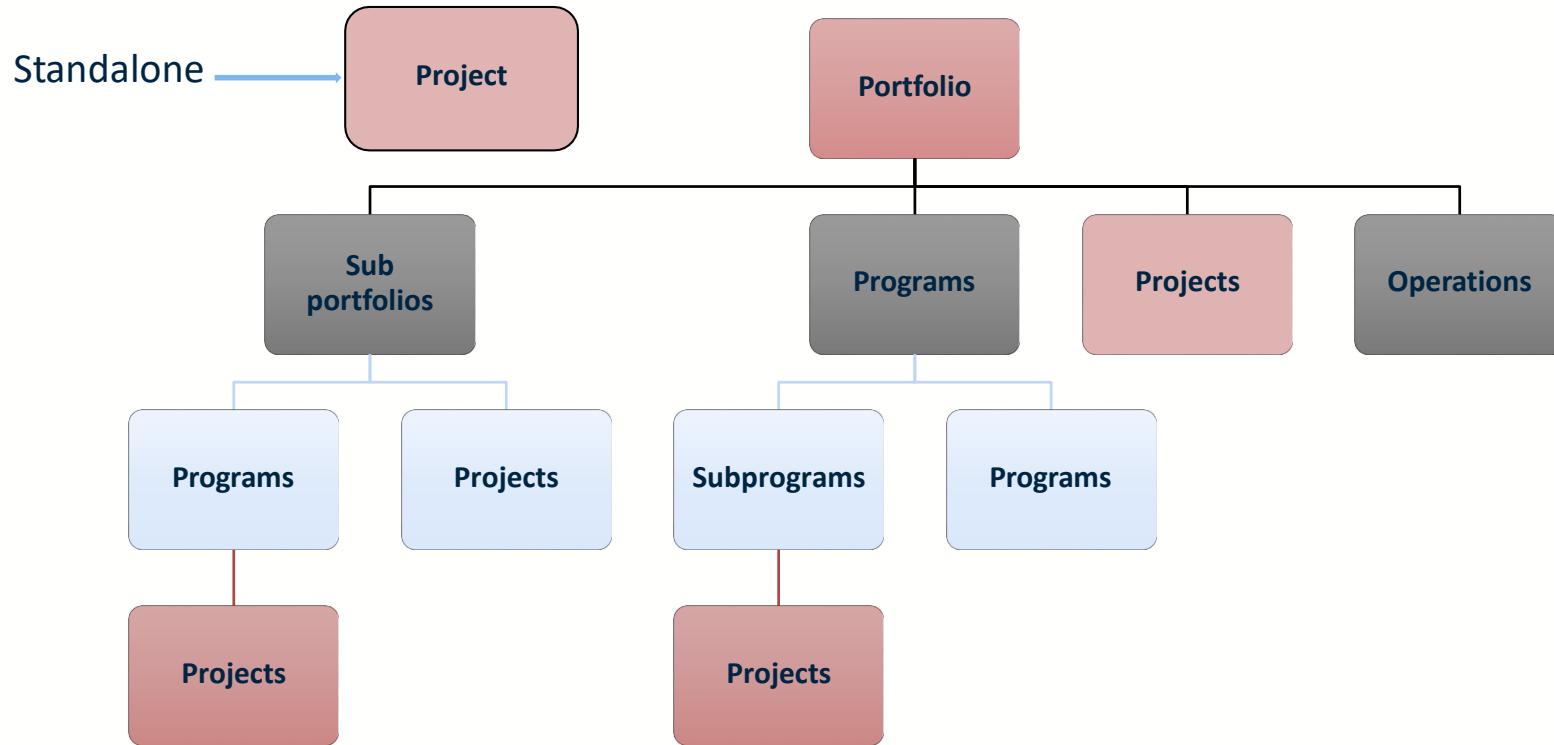 Standalone
Project
Portfolio
Sub
portfolios
Programs
Projects
Operations
Programs
Projects
Subprograms
Programs
Projects
Projects